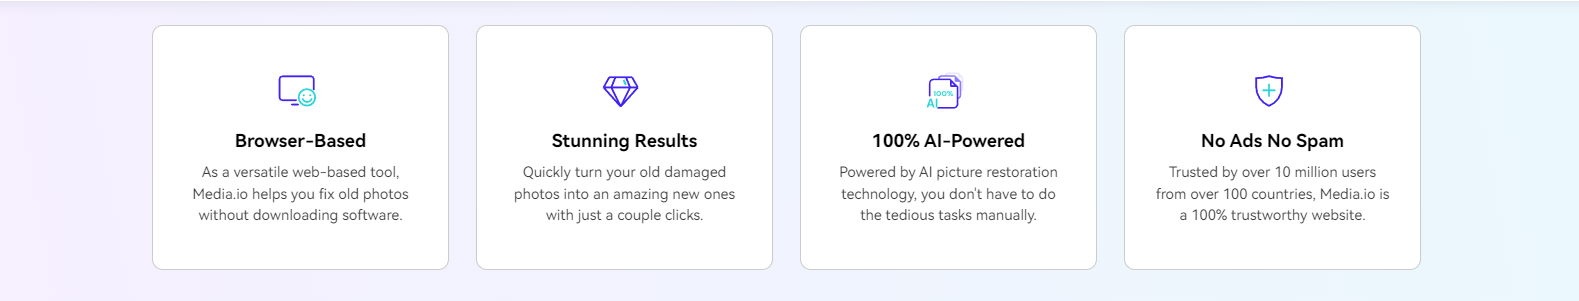 Browser-Based
As a versatile web-based tool,
Media.io helps you fix old photos
without downloading software.
Stunning Results
Quickly turn your old damaged
photos into an amazing new ones
with just a couple clicks.
100%
AI
100% AI-Powered
Powered by AI picture restoration
technology, you don't have to do
the tedious tasks manually.
No Ads No Spam
Trusted by over 10 million users
from over 100 countries, Media.io is
a 100% trustworthy website.